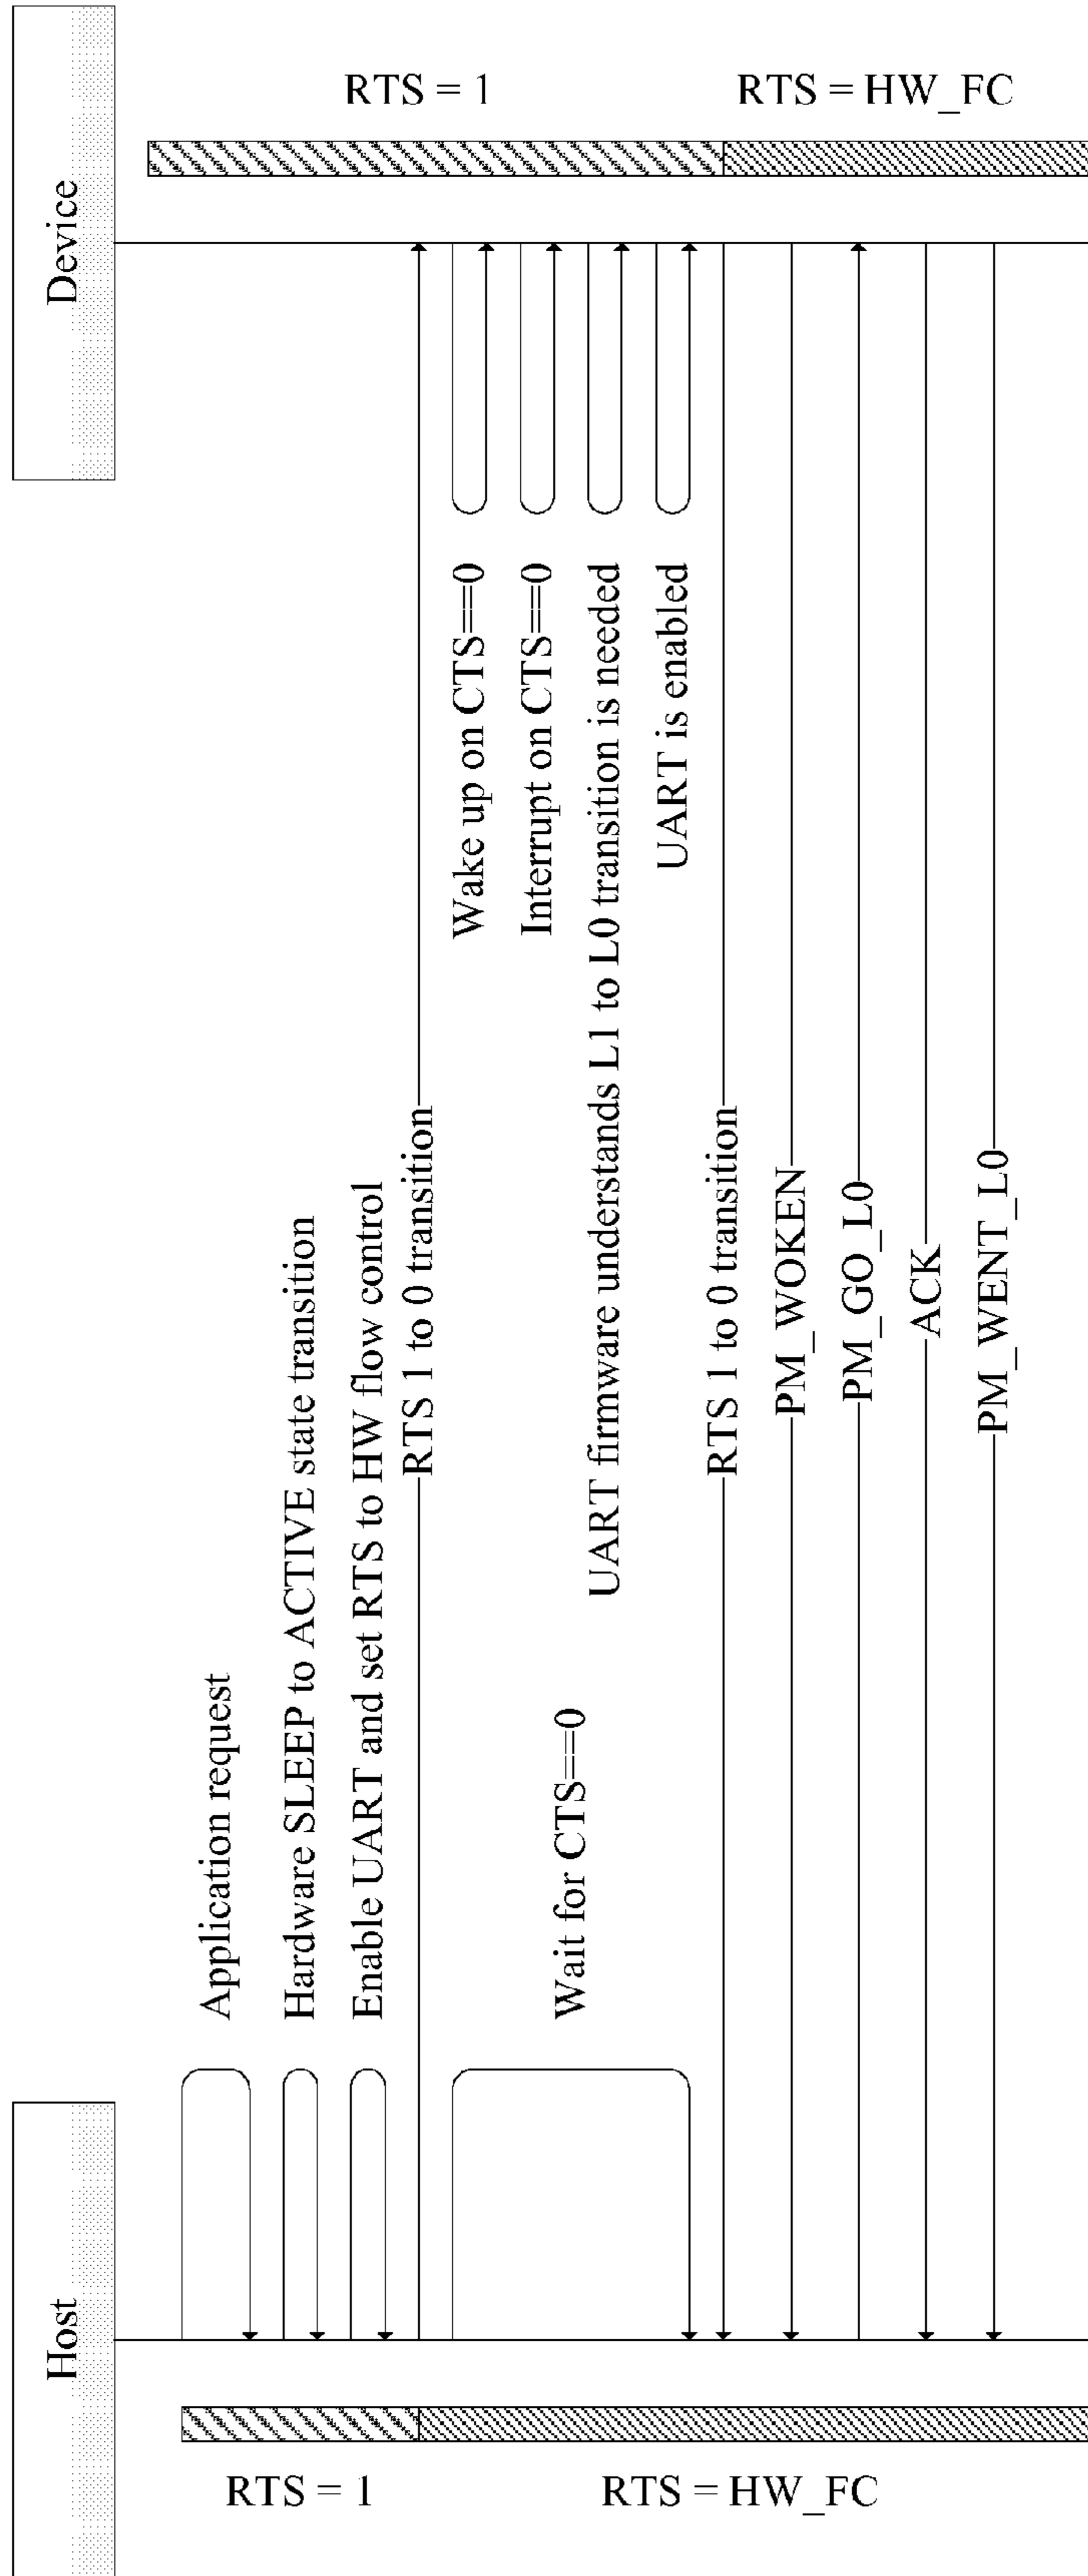 Host
Device
RTS = 1
RTS = 1
Application request
Hardware SLEEP to ACTIVE state transition
Enable UART and set RTS to HW flow control
RTS 1 to 0 transition
RTS = HW_FC
Wake up on CTS==0
Interrupt on CTS==0
Wait for CTS==0
UART firmware understands L1 to L0 transition is needed
UART is enabled
RTS 1 to 0 transition
RTS = HW_FC
PM_WOKEN
PM_GO_L0
ACK
PM_WENT_L0